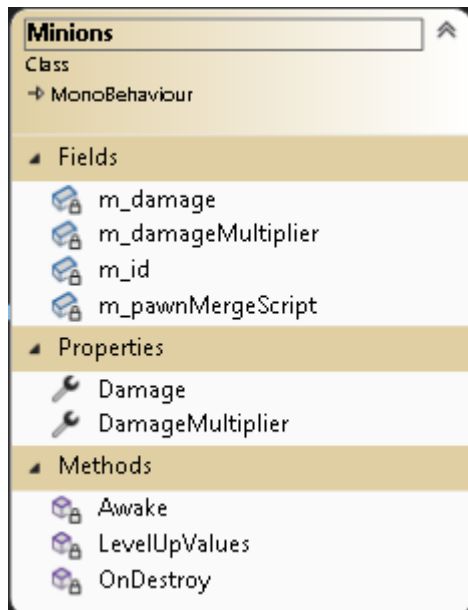 Minions
Class
MonoBehaviour
Fields
m_damage
m_damageMultiplier
m_id
m_pawnMergeScript
Properties
Damage
DamageMultiplier
Methods
Awake
LevelUpValues
OnDestroy